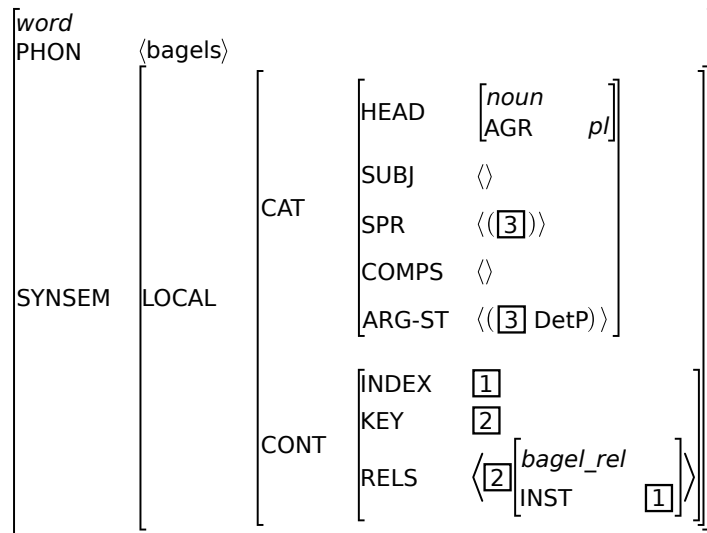 word
PHON ⟨bagels⟩
HEAD noun
AGR pl
SUBJ ⟨⟩
CAT
SPR ⟨(3)⟩
COMPS ⟨⟩
SYNSEM LOCAL
ARG-ST ⟨(3 DetP)⟩
INDEX 1
KEY 2
CONT
RELS ⟨2 bagel_rel
INST 1⟩